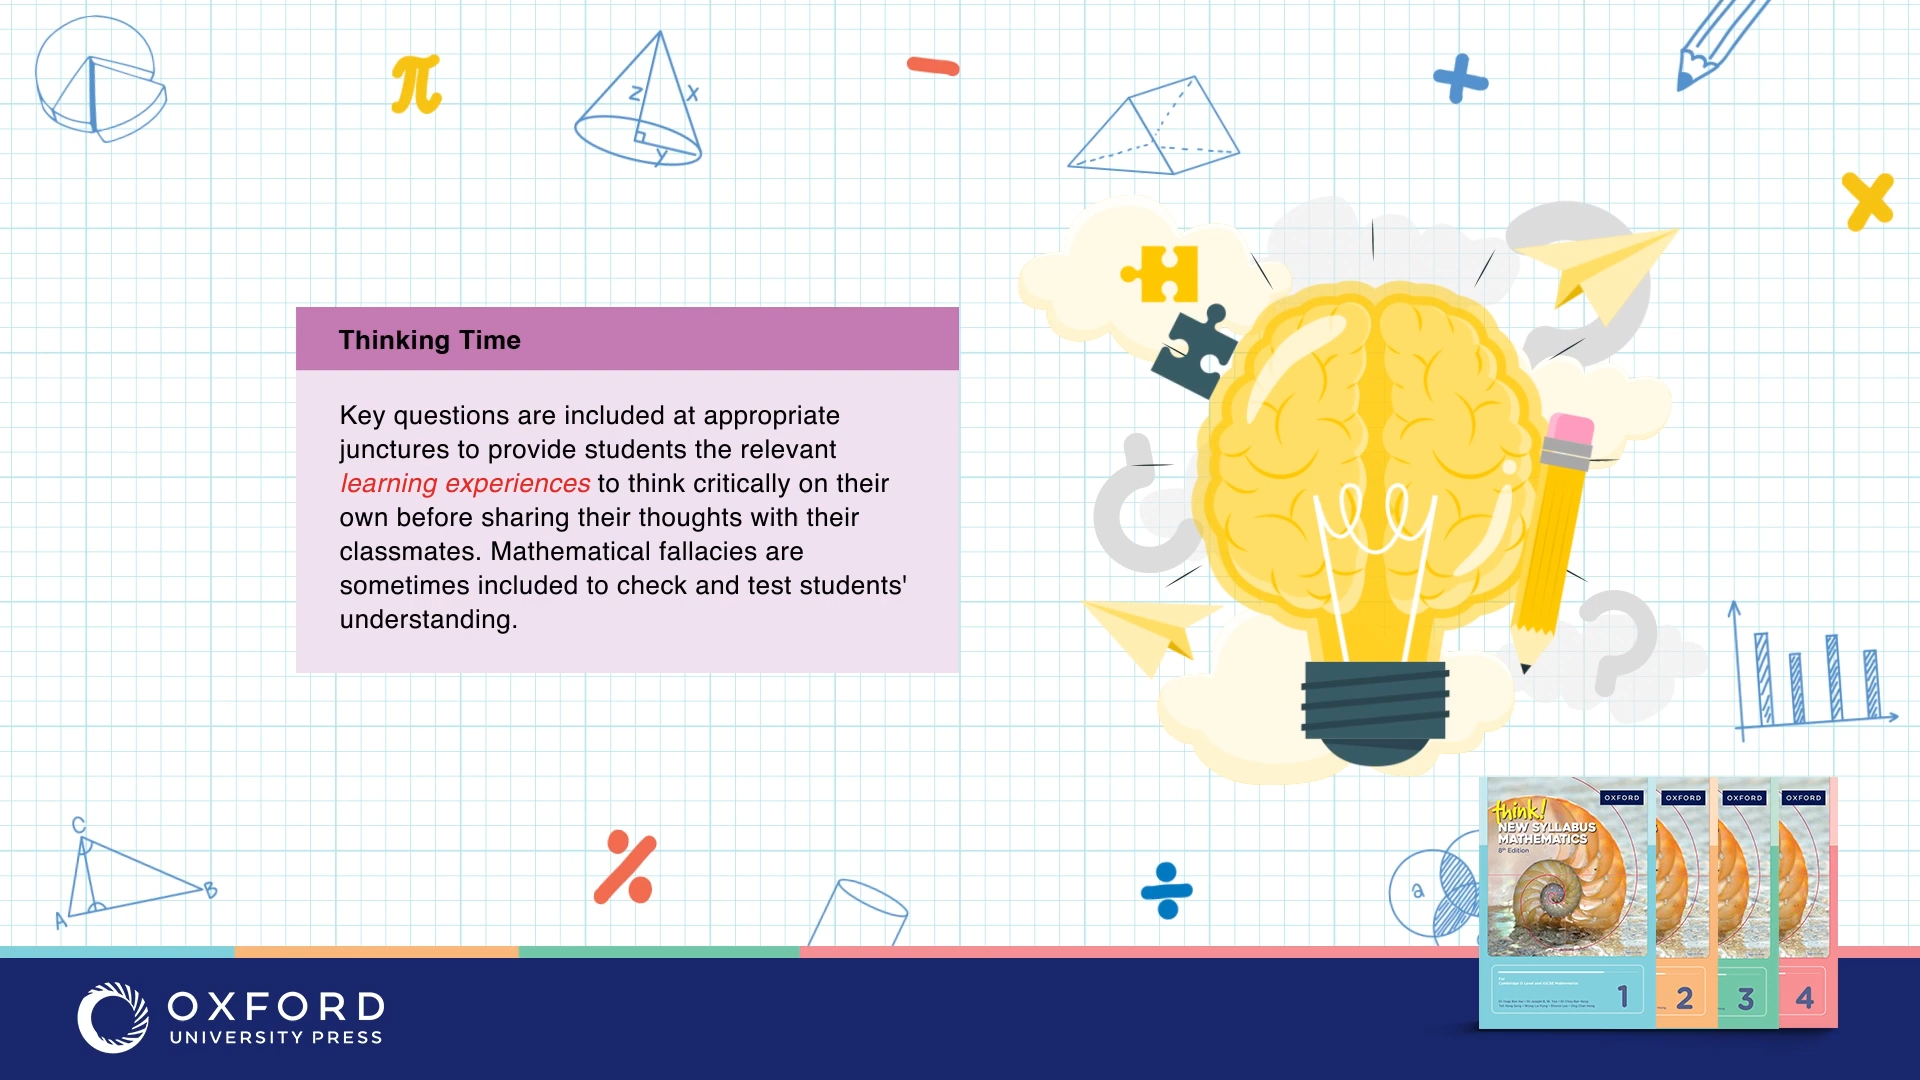 π
z
x
y
Thinking Time
Key questions are included at appropriate
junctures to provide students the relevant
learning experiences to think critically on their
own before sharing their thoughts with their
classmates. Mathematical fallacies are
sometimes included to check and test students'
understanding.
C
A
B
a
OXFORD
OXFORD
OXFORD
OXFORD
think!
NEW SYLLABUS
MATHEMATICS
8th Edition
1
2
3
4
OXFORD
UNIVERSITY PRESS